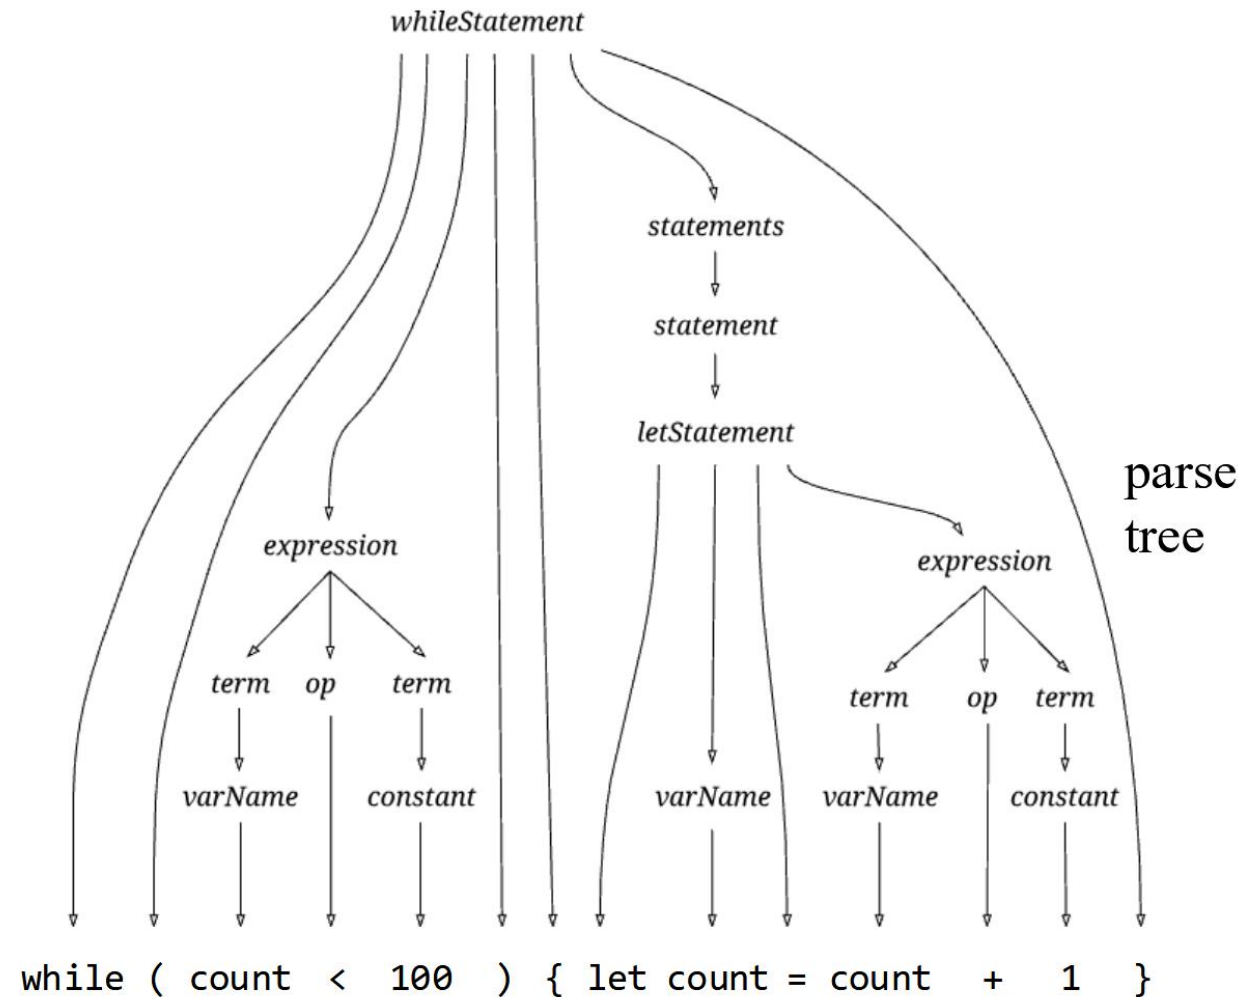 whileStatement
statements
statement
letStatement
parse
tree
expression
expression
term op term
term op term
varName constant varName varName constant
while ( count < 100 ) { let count = count + 1 }